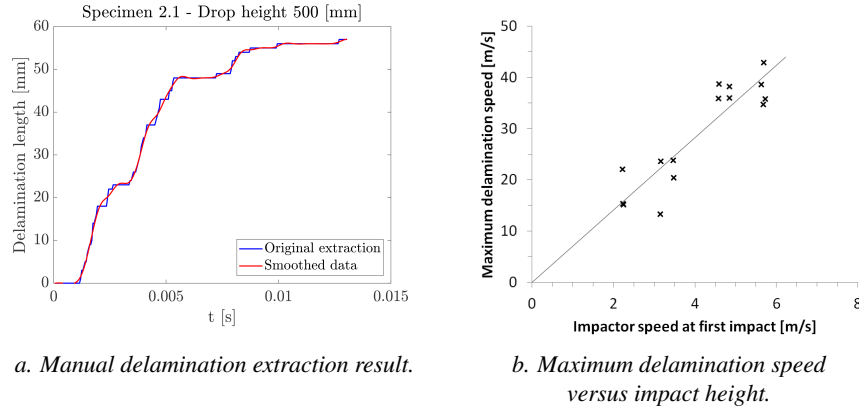 Specimen 2.1 - Drop height 500 [mm]
60
50
40
30
20
10
0
Delamination length [mm]
Original extraction
Smoothed data
0
0.005
0.01
0.015
t [s]
a. Manual delamination extraction result.
50
40
30
20
10
0
Maximum delamination speed [m/s]
0
2
4
6
8
Impactor speed at first impact [m/s]
b. Maximum delamination speed
versus impact height.